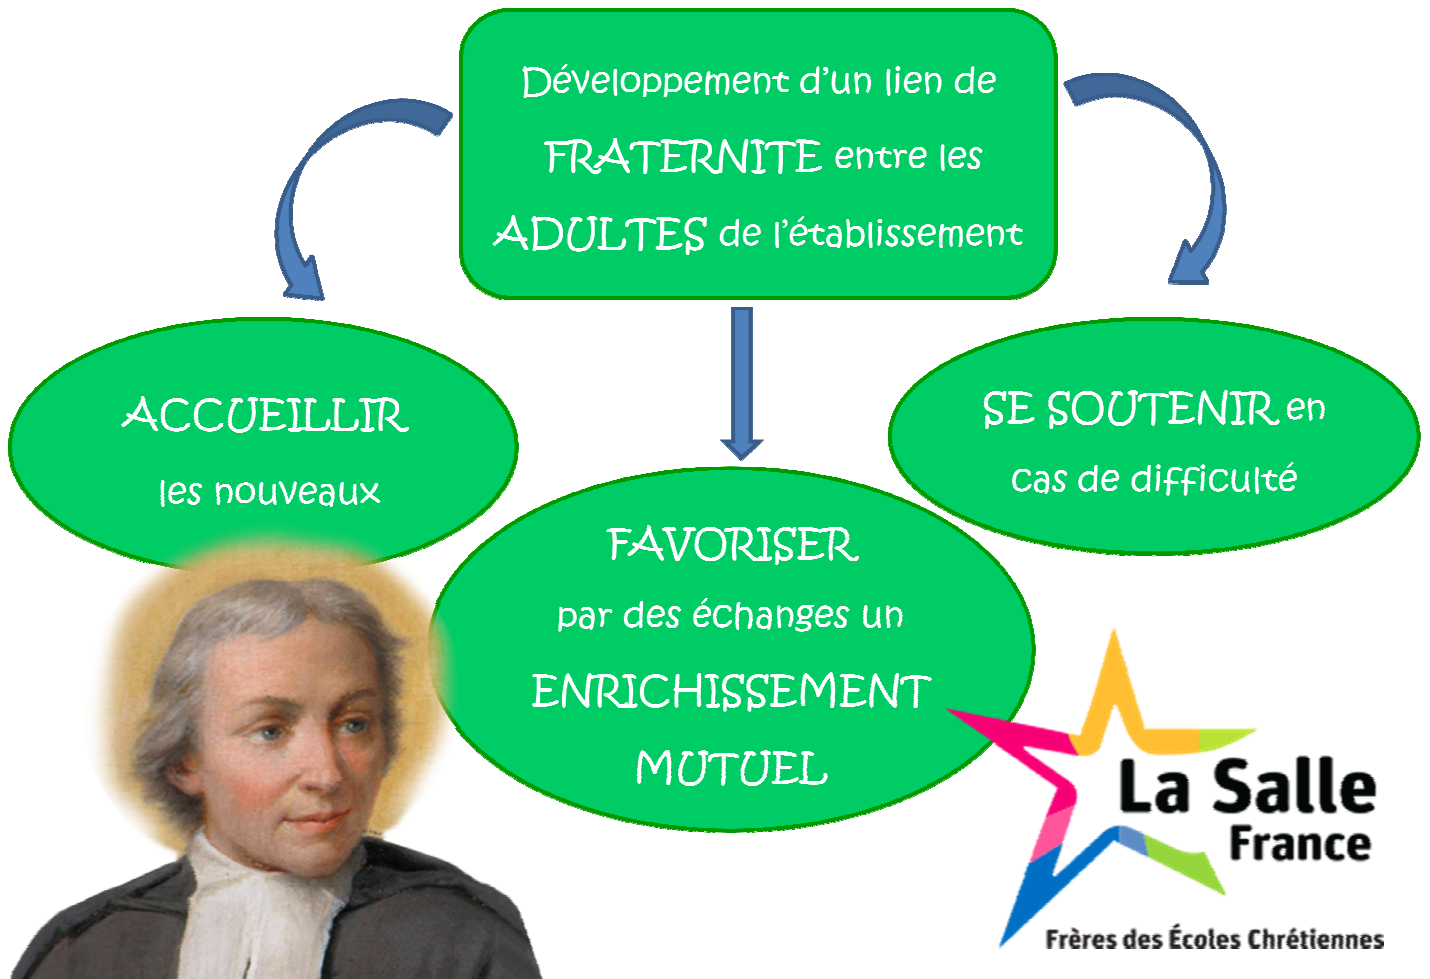 Développement d'un lien de
FRATERNITE entre les
ADULTES de l'établissement
ACCUEILLIR
les nouveaux
SE SOUTENIR en
cas de difficulté
FAVORISER
par des échanges un
ENRICHISSEMENT
MUTUEL
La Salle
France
Frères des Écoles Chrétiennes